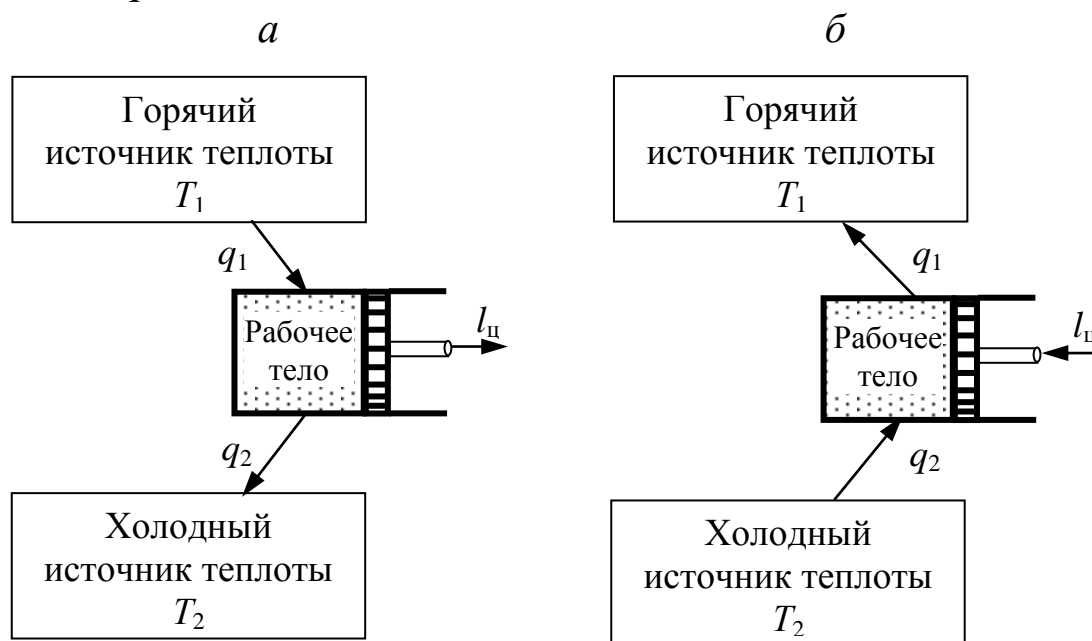 а
Горячий
источник теплоты
T1
q1
Рабочее
тело
lц
q2
Холодный
источник теплоты
T2
б
Горячий
источник теплоты
T1
q1
Рабочее
тело
lц
q2
Холодный
источник теплоты
T2